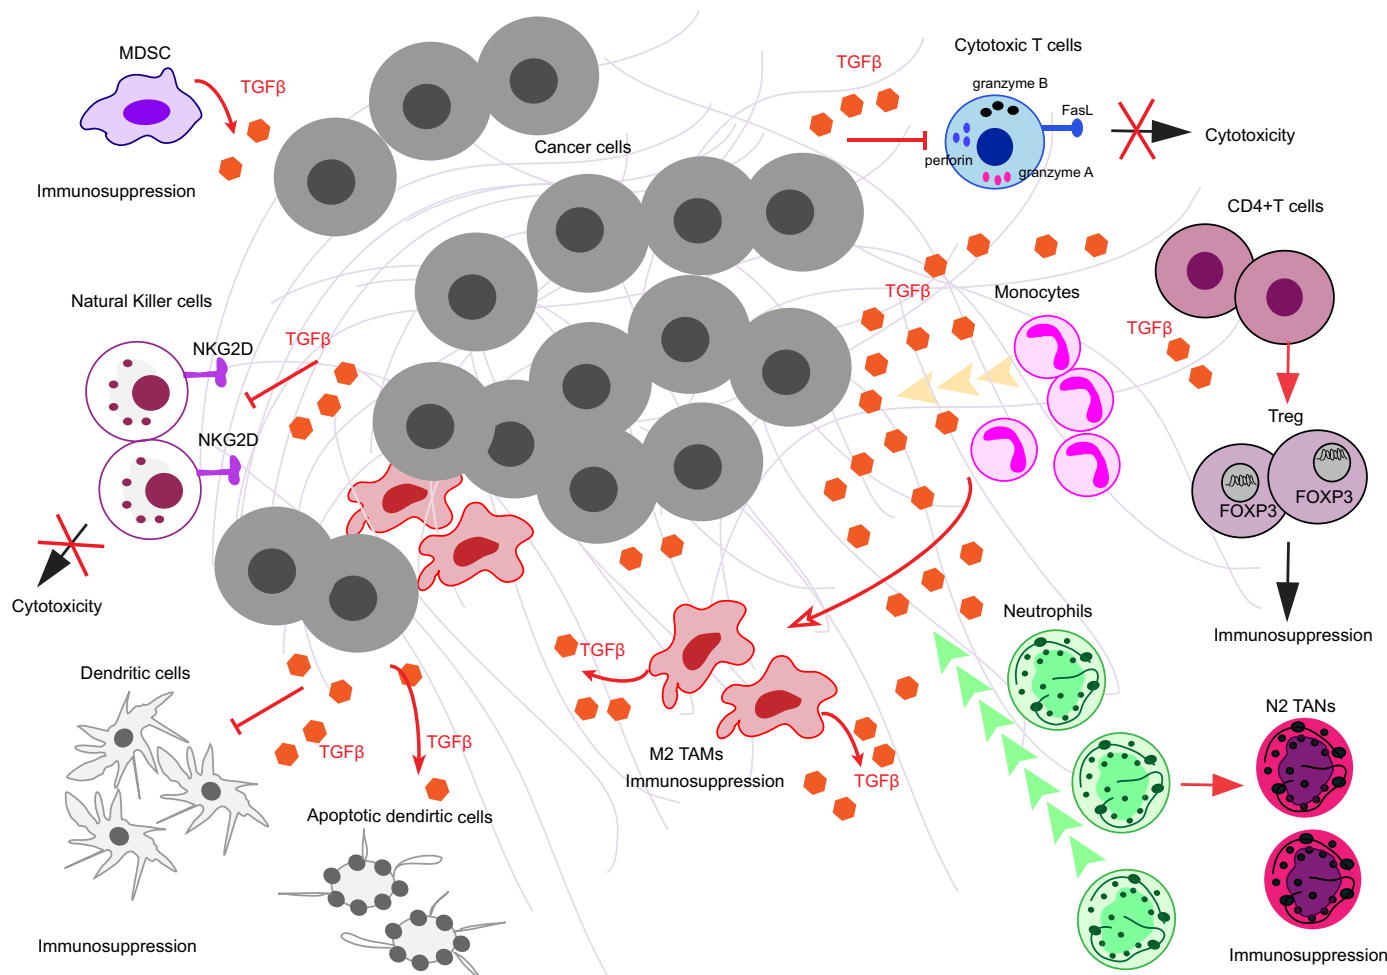 MDSC
TGFβ
Immunosuppression
Cancer cells
TGFβ
Cytotoxic T cells
granzyme B
FasL
perforin
granzyme A
Cytotoxicity
CD4+T cells
TGFβ
Monocytes
TGFβ
Treg
FOXP3
FOXP3
Immunosuppression
Natural Killer cells
NKG2D
TGFβ
NKG2D
Cytotoxicity
Dendritic cells
TGFβ
TGFβ
Apoptotic dendirtic cells
Immunosuppression
TGFβ
M2 TAMs
Immunosuppression
TGFβ
Neutrophils
N2 TANs
Immunosuppression